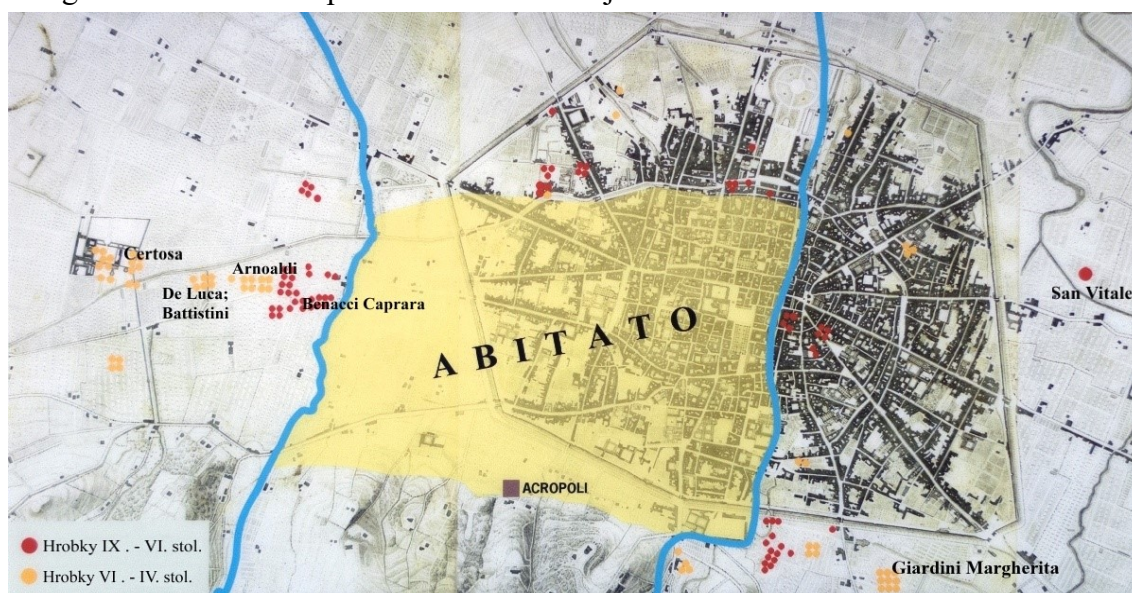 Certosa
Arnoaldi
De Luca;
Battistini
Benacci Caprara
San Vitale
ABITATO
ACROPOLI
Hrobky IX . - VI. stol.
Hrobky VI . - IV. stol.
Giardini Margherita